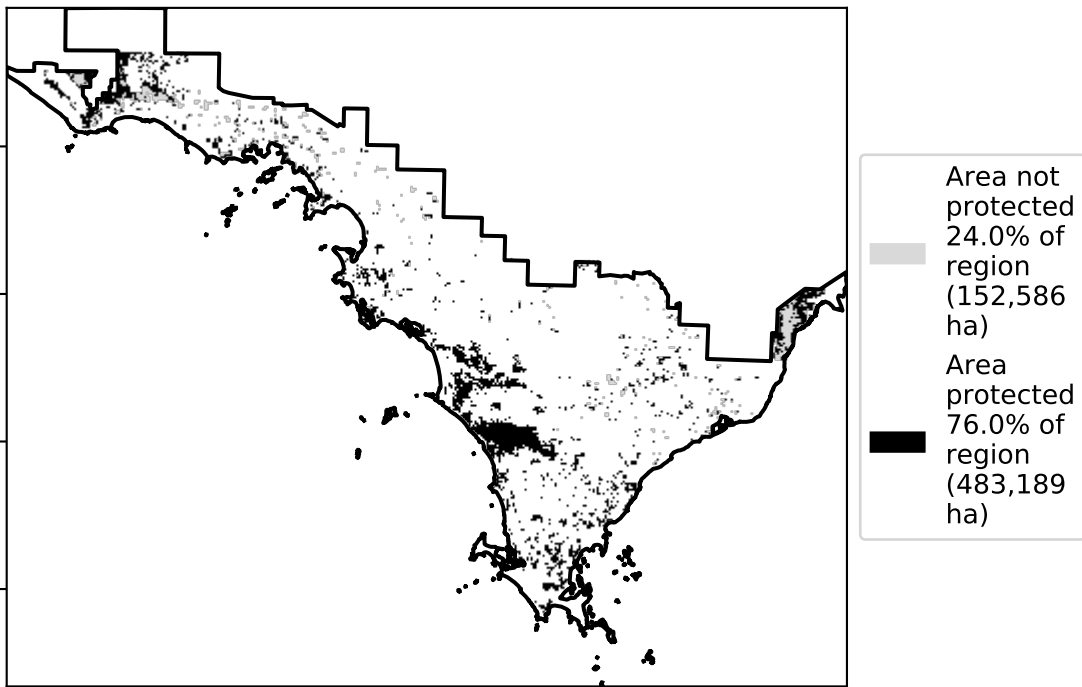 Area not
protected
24.0% of
region
(152,586
ha)
Area
protected
76.0% of
region
(483,189
ha)